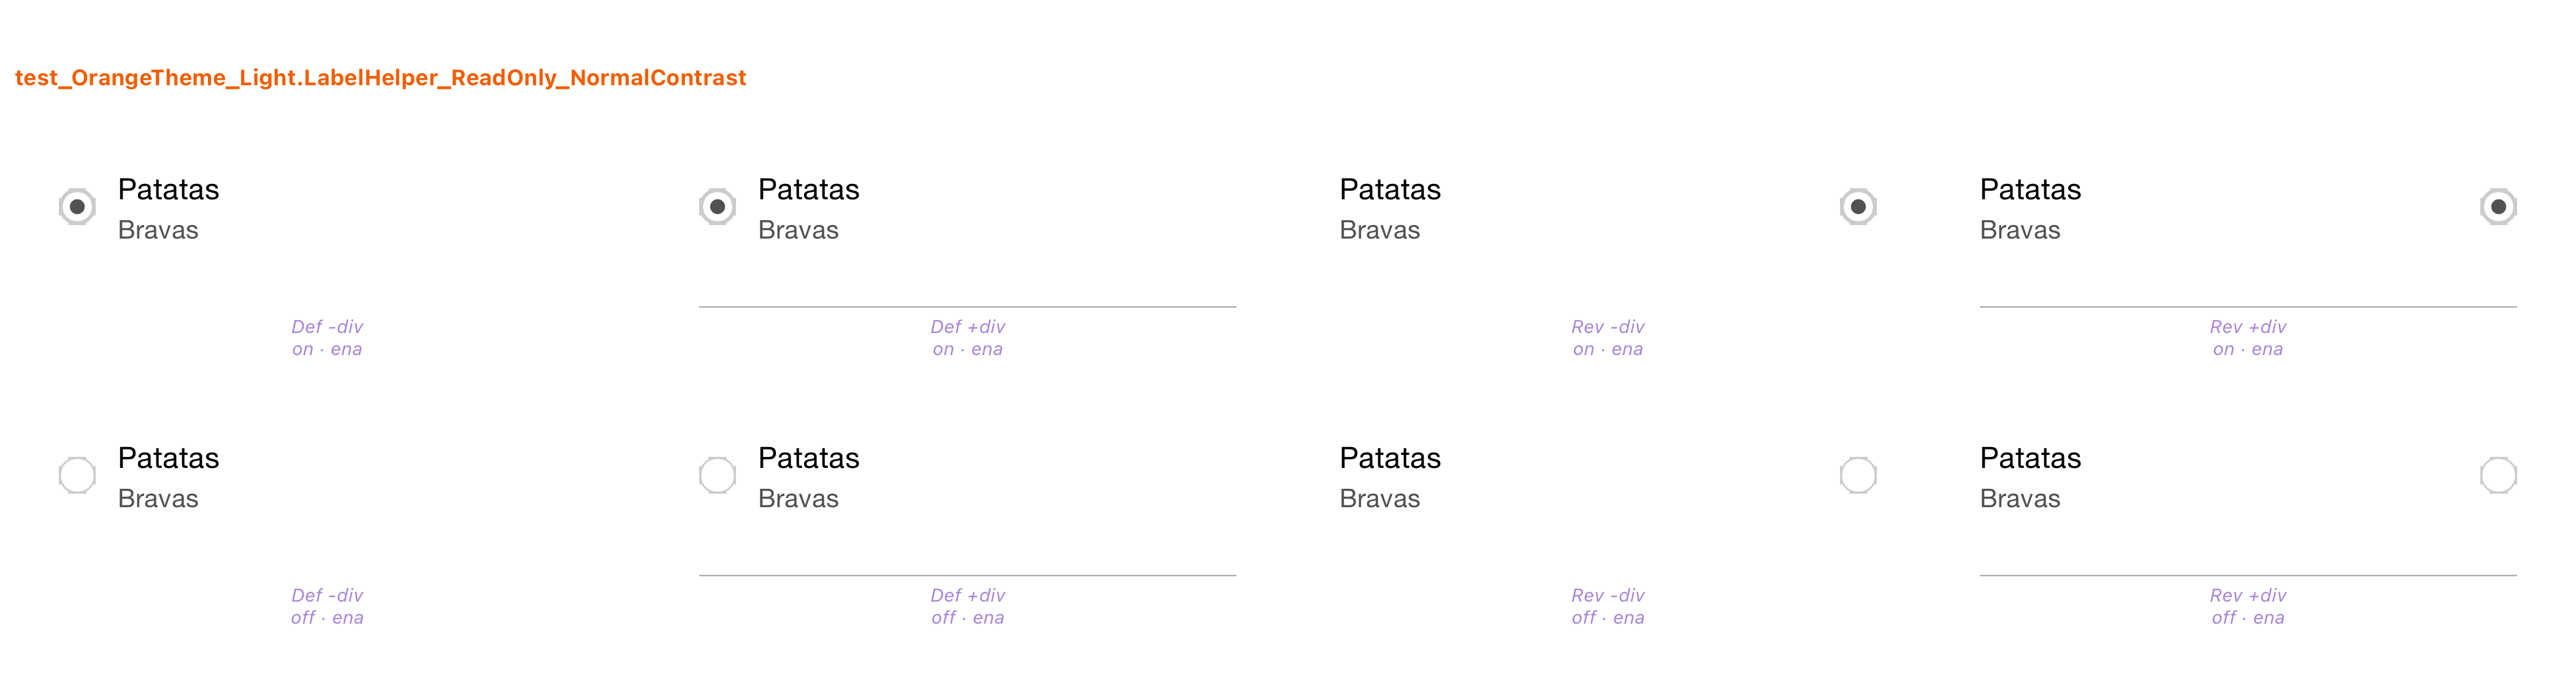 test_OrangeTheme_Light.LabelHelper_ReadOnly_NormalContrast
Patatas
Bravas
Def -div
on · ena
Patatas
Bravas
Def +div
on · ena
Patatas
Bravas
Rev -div
on · ena
Patatas
Bravas
Rev +div
on · ena
Patatas
Bravas
Def -div
off · ena
Patatas
Bravas
Def +div
off · ena
Patatas
Bravas
Rev -div
off · ena
Patatas
Bravas
Rev +div
off · ena